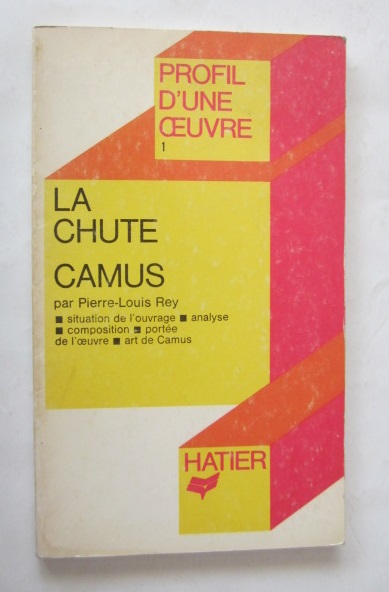 PROFIL
D'UNE
ŒUVRE
1
LA
CHUTE
CAMUS
par Pierre-Louis Rey
■ situation de l'ouvrage ■ analyse
■ composition ■ portée
de l'œuvre ■ art de Camus
HATIER